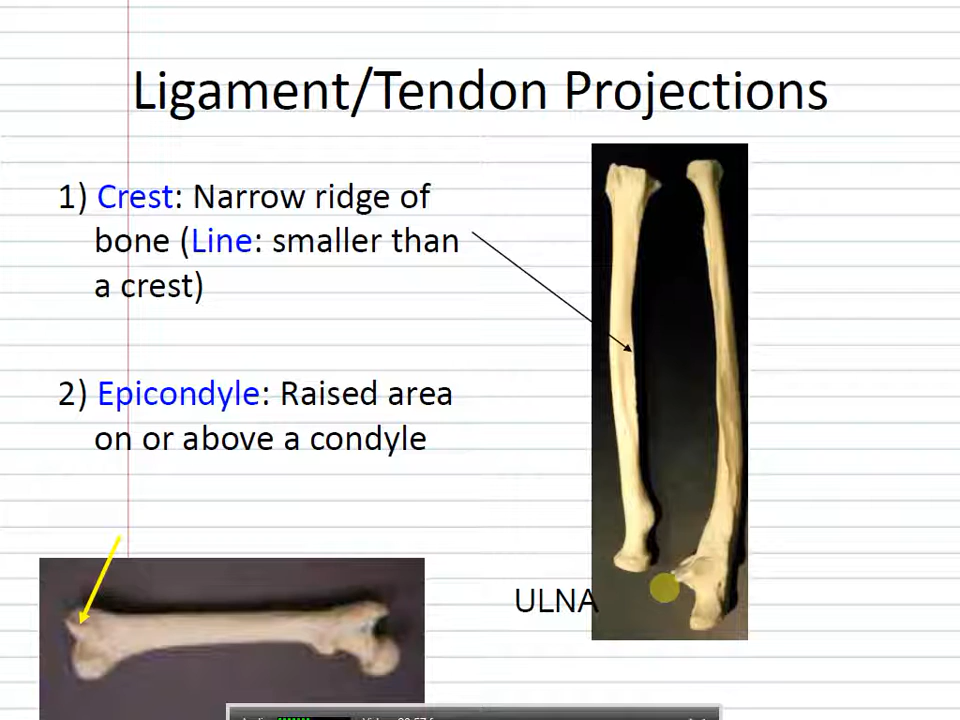 Ligament/Tendon Projections
1) Crest: Narrow ridge of
bone (Line: smaller than
a crest)
2) Epicondyle: Raised area
on or above a condyle
ULNA